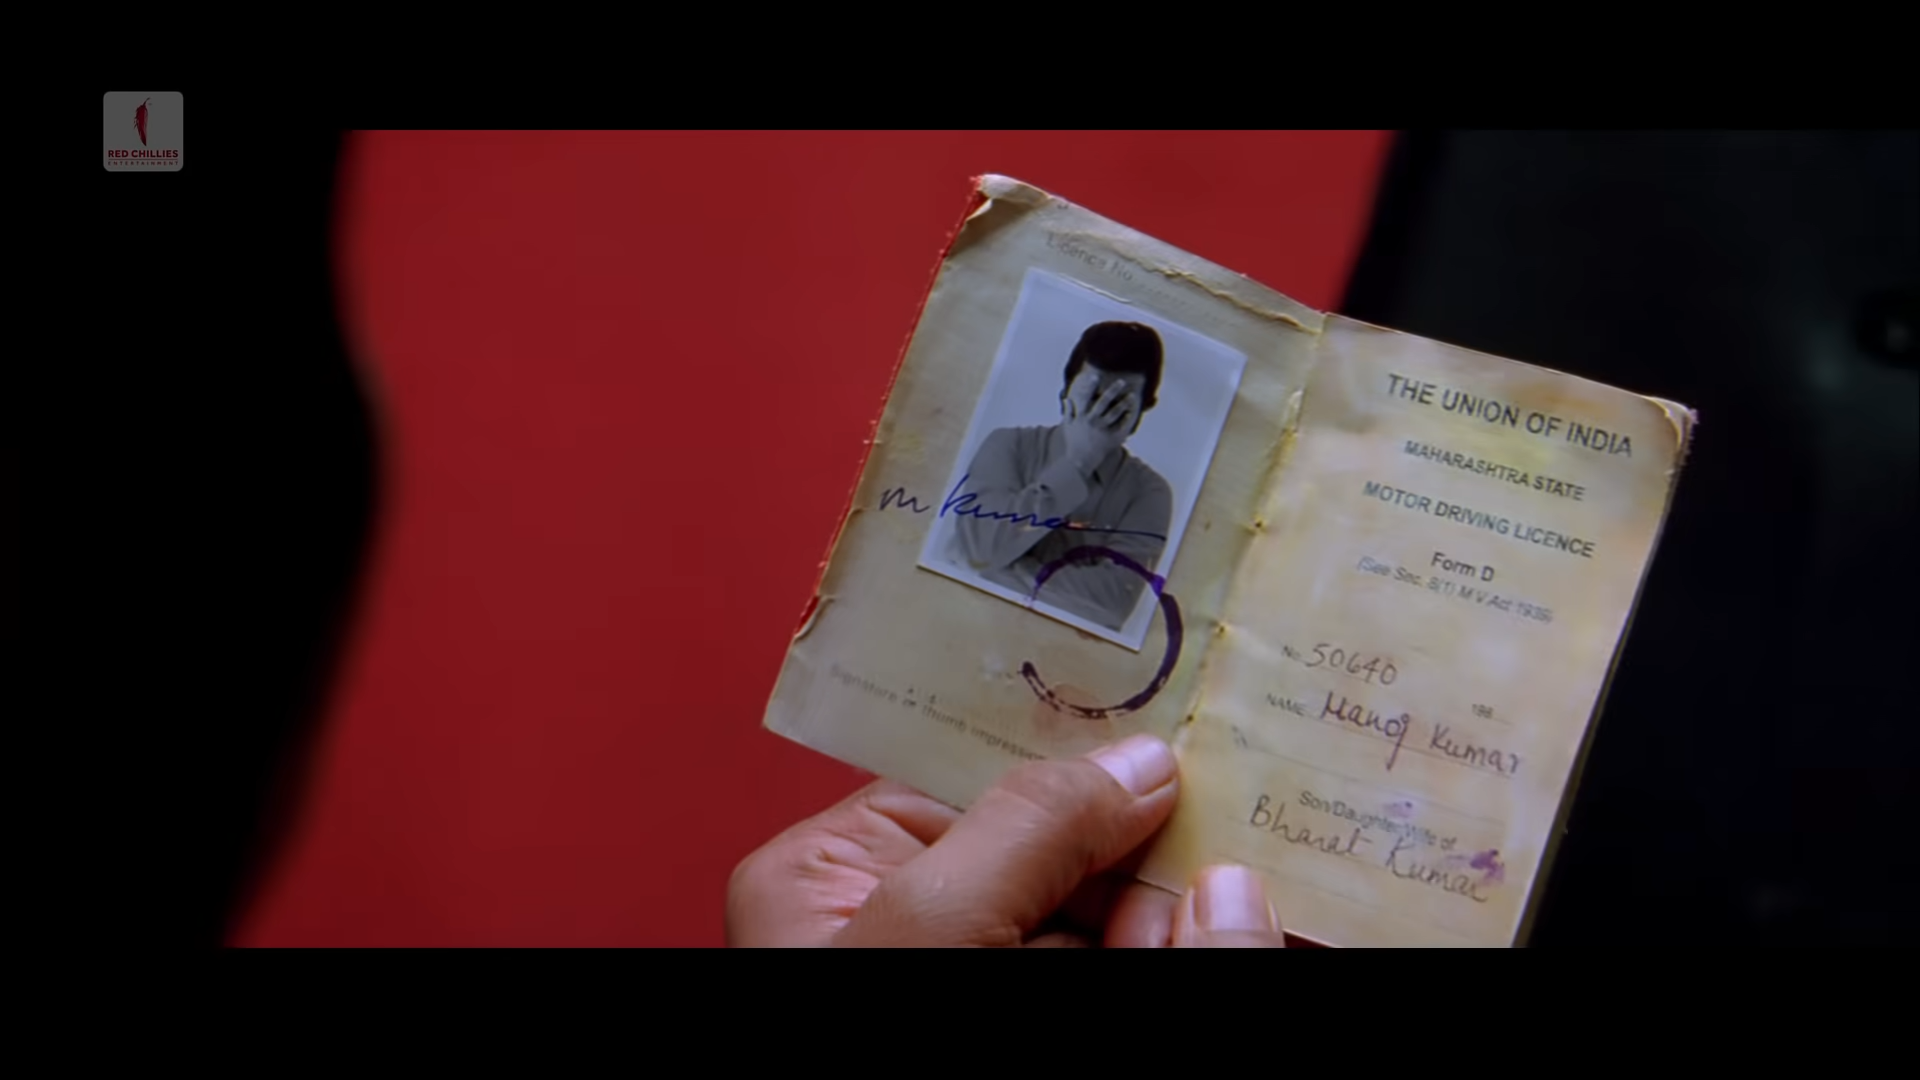 RED CHILLIES
ENTERTAINMENT
Licence No
m kumar
Signature or thumb impression
THE UNION OF INDIA
MAHARASHTRA STATE
MOTOR DRIVING LICENCE
Form D
(See Sec. 8(1) M V Act 1939)
No. 50640
198
NAME Manoj Kumar
Son/Daughter/Wife of
Bharat Kumar